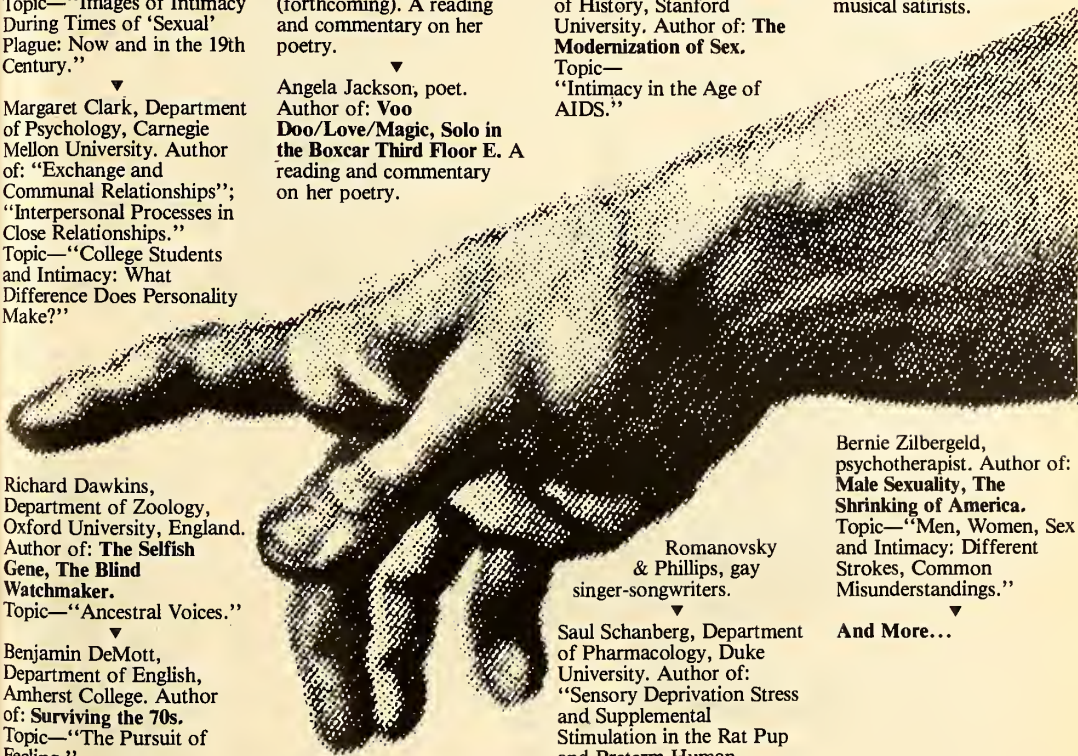 Topic—“Images of Intimacy
During Times of ‘Sexual’
Plague: Now and in the 19th
Century.”
Margaret Clark, Department
of Psychology, Carnegie
Mellon University. Author
of: “Exchange and
Communal Relationships”;
“Interpersonal Processes in
Close Relationships.”
Topic—“College Students
and Intimacy: What
Difference Does Personality
Make?”
Richard Dawkins,
Department of Zoology,
Oxford University, England.
Author of: The Selfish
Gene, The Blind
Watchmaker.
Topic—“Ancestral Voices.”
Benjamin DeMott,
Department of English,
Amherst College. Author
of: Surviving the 70s.
Topic—“The Pursuit of
Feeling.”
(forthcoming). A reading
and commentary on her
poetry.
Angela Jackson, poet.
Author of: Voo
Doo/Love/Magic, Solo in
the Boxcar Third Floor E. A
reading and commentary
on her poetry.
of History, Stanford
University. Author of: The
Modernization of Sex.
Topic—
“Intimacy in the Age of
AIDS.”
Romanovsky
& Phillips, gay
singer-songwriters.
Saul Schanberg, Department
of Pharmacology, Duke
University. Author of:
“Sensory Deprivation Stress
and Supplemental
Stimulation in the Rat Pup
and Preterm Human
musical satirists.
Bernie Zilbergeld,
psychotherapist. Author of:
Male Sexuality, The
Shrinking of America.
Topic—“Men, Women, Sex
and Intimacy: Different
Strokes, Common
Misunderstandings.”
And More...